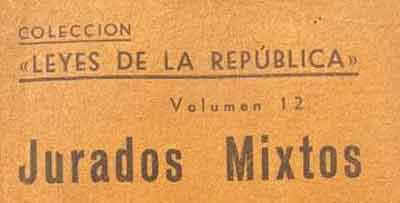 COLECCION
«LEYES DE LA REPÚBLICA»
Volumen 12
Jurados Mixtos